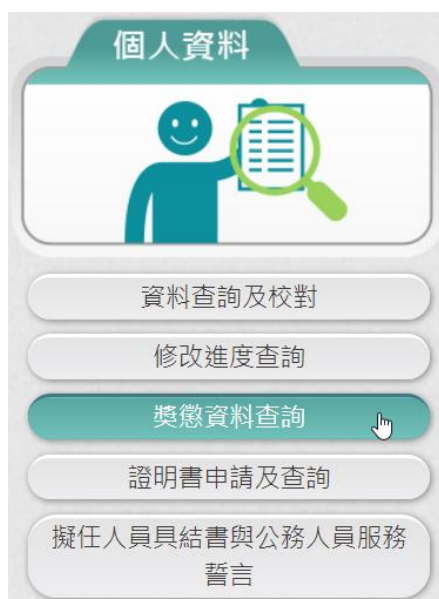 個人資料
資料查詢及校對
修改進度查詢
獎懲資料查詢
證明書申請及查詢
擬任人員具結書與公務人員服務
誓言